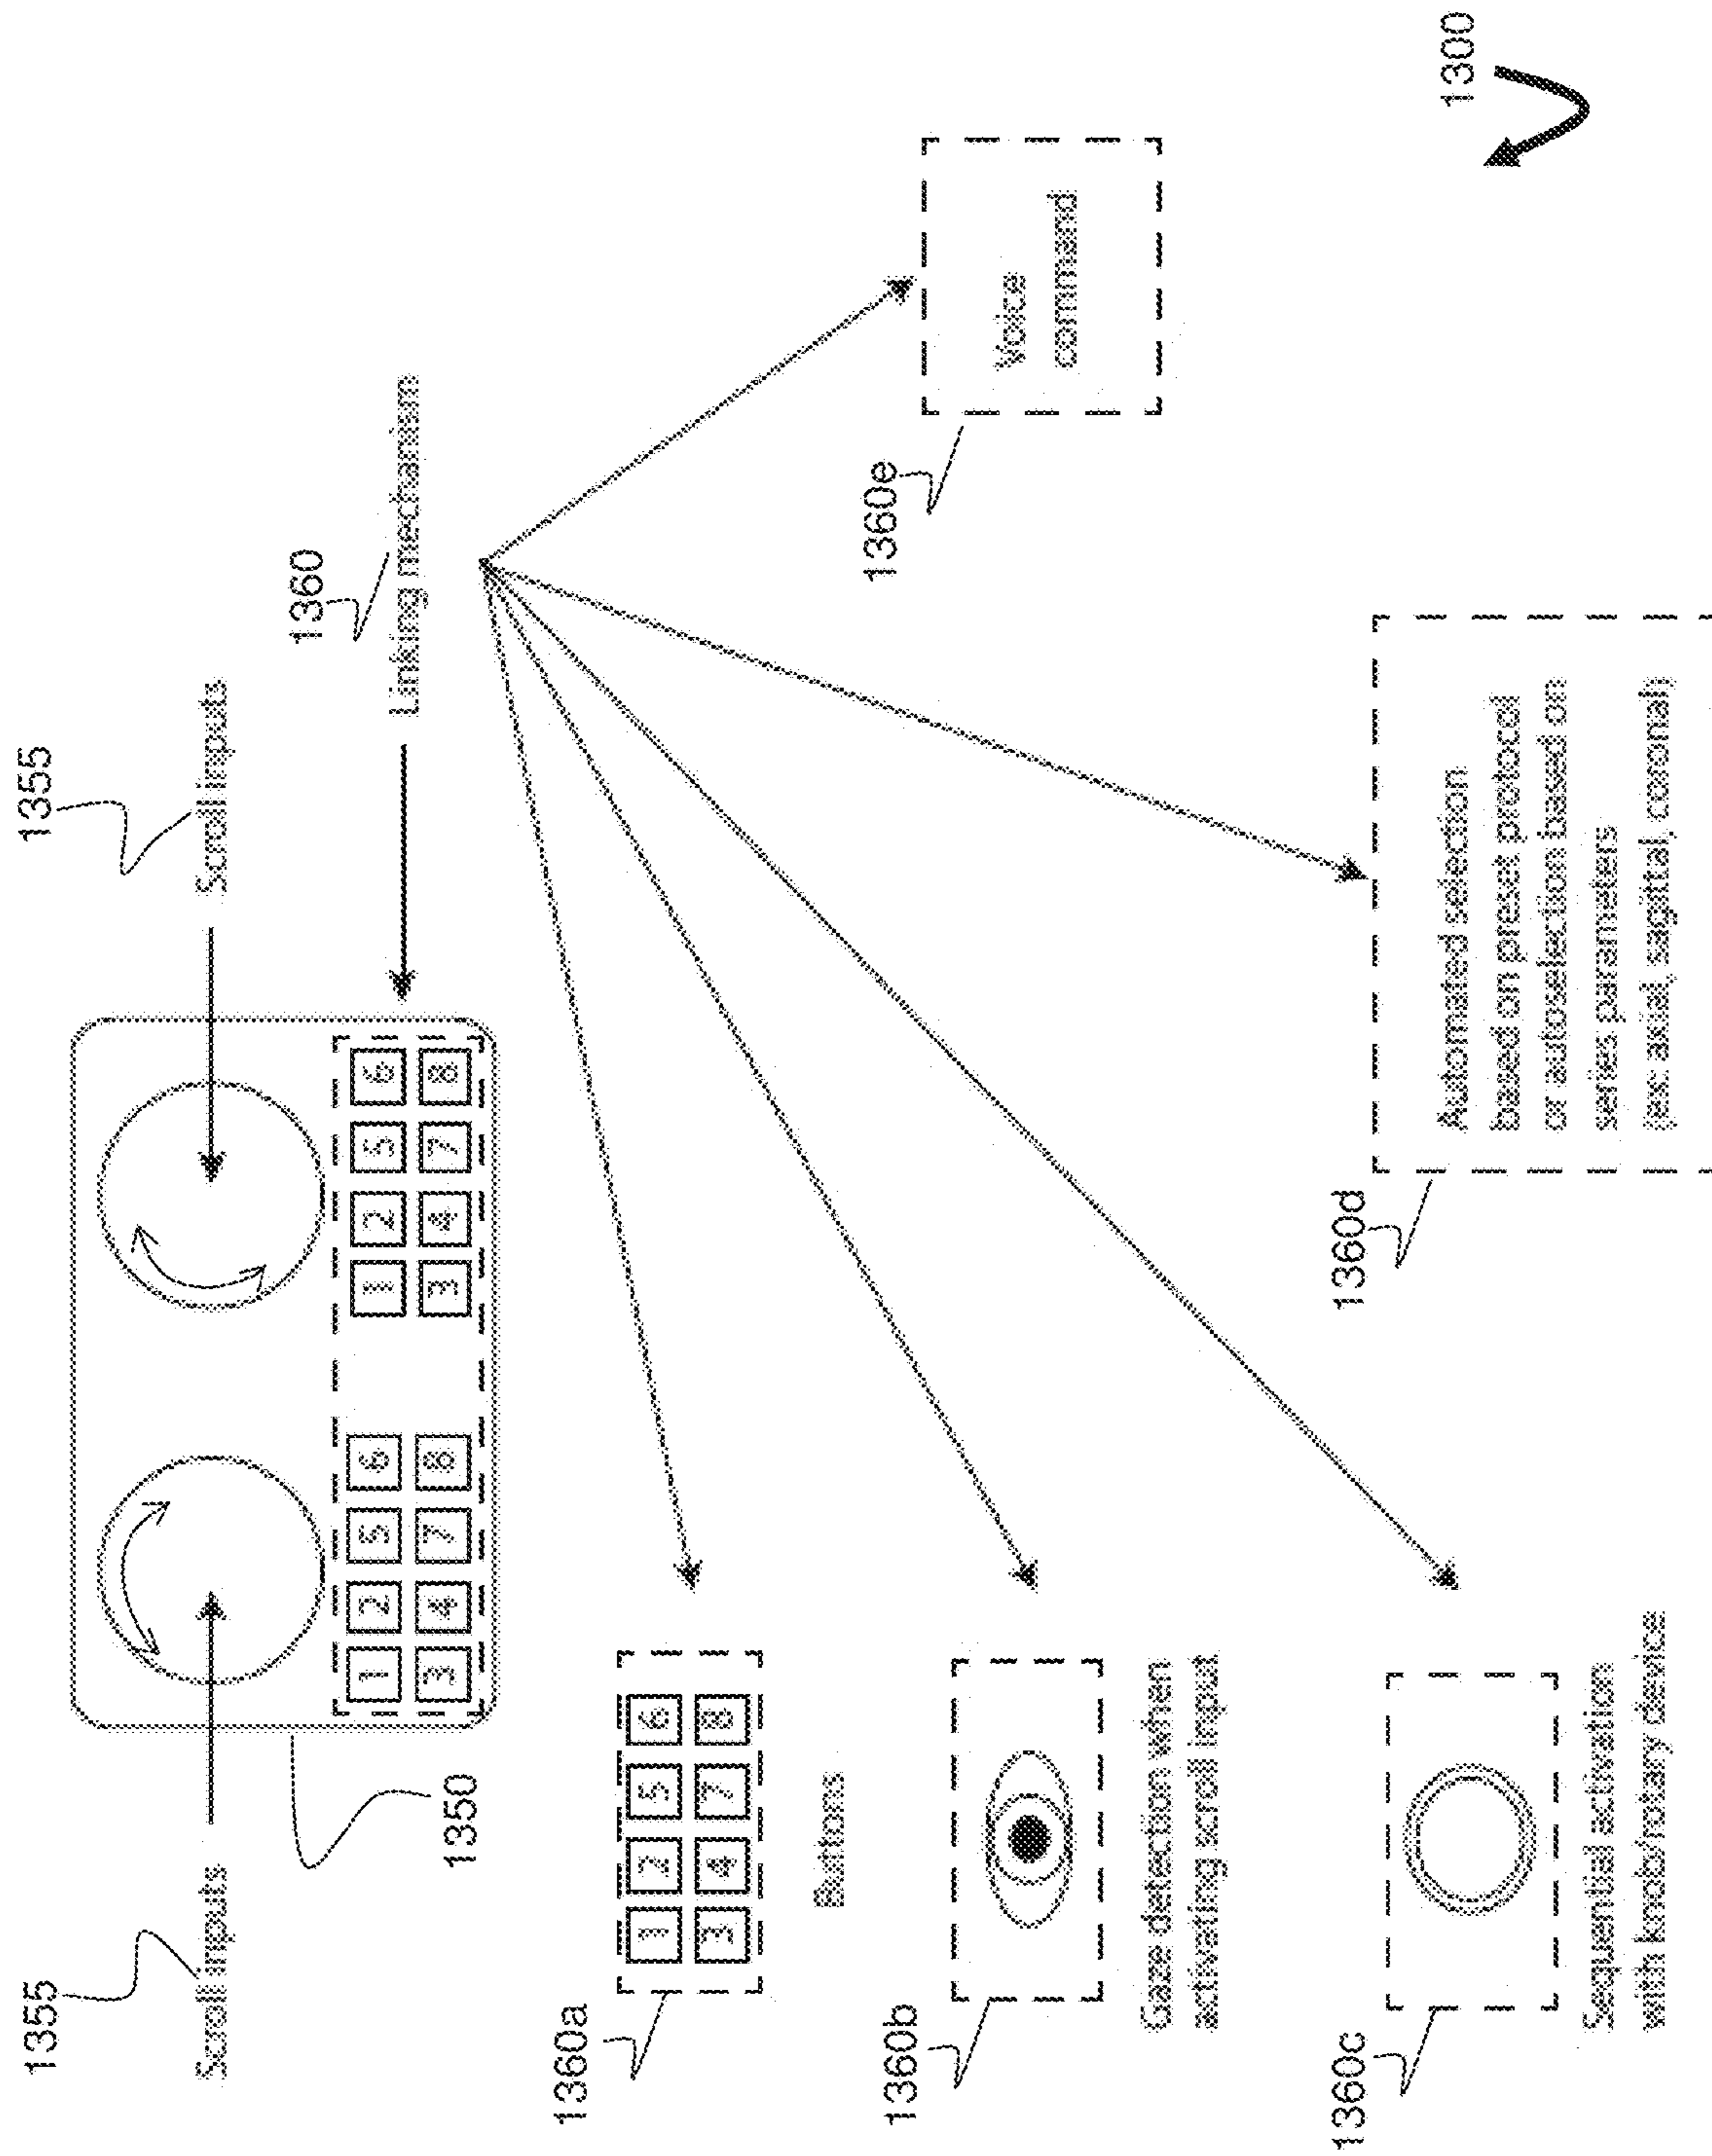 1355
Scroll inputs
1355
Scroll inputs
1350
1 2 5 6
3 4 7 8
1 2 5 6
3 4 7 8
1360
Linking mechanism
1360a
1 2 5 6
3 4 7 8
Buttons
1360b
Gaze detection when
activating scroll input
1360c
Sequential activation
with knob/rotary device
1360d
Automated selection
based on preset protocol
or autoselection based on
series parameters
(ex: axial, sagittal, coronal)
1360e
Voice
command
1300